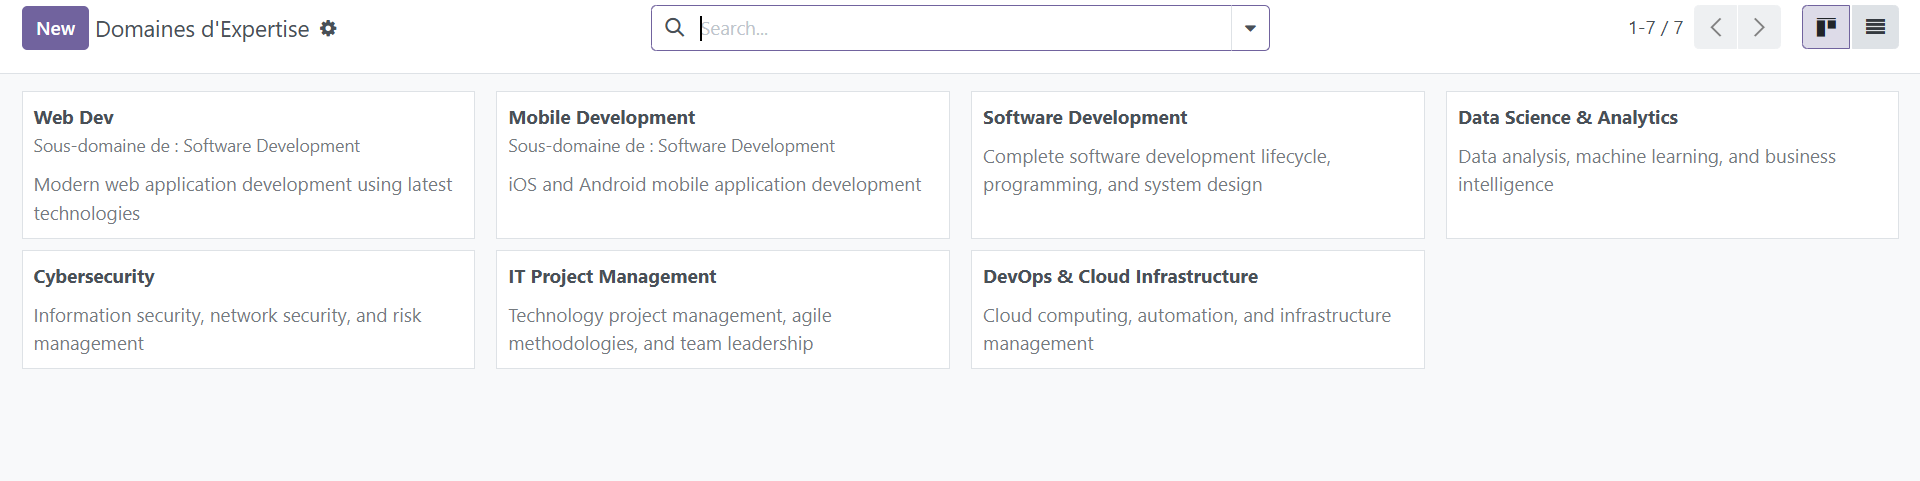 New Domaines d'Expertise
Search...
1-7 / 7
Web Dev
Sous-domaine de : Software Development
Modern web application development using latest
technologies
Mobile Development
Sous-domaine de : Software Development
iOS and Android mobile application development
Software Development
Complete software development lifecycle,
programming, and system design
Data Science & Analytics
Data analysis, machine learning, and business
intelligence
Cybersecurity
Information security, network security, and risk
management
IT Project Management
Technology project management, agile
methodologies, and team leadership
DevOps & Cloud Infrastructure
Cloud computing, automation, and infrastructure
management